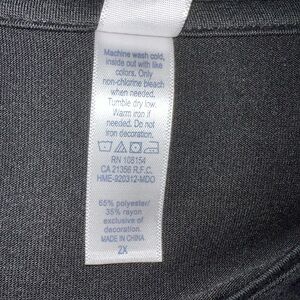 Machine wash cold,
inside out with like
colors. Only
non-chlorine bleach
when needed.
Tumble dry low.
Warm iron if
needed. Do not
iron decoration.
RN 108154
CA 21356 R.F.C.
HME-920312-MDO
65% polyester/
35% rayon
exclusive of
decoration.
MADE IN CHINA
2X